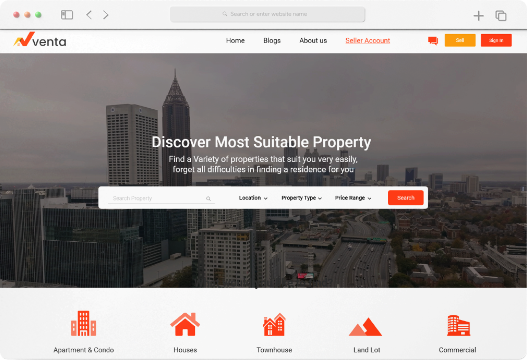 Search or enter website name
venta
Home Blogs About us Seller Account
Sell Sign In
Discover Most Suitable Property
Find a Variety of properties that suit you very easily,
forget all difficulties in finding a residence for you
Search Property Location Property Type Price Range Search
Apartment & Condo Houses Townhouse Land Lot Commercial